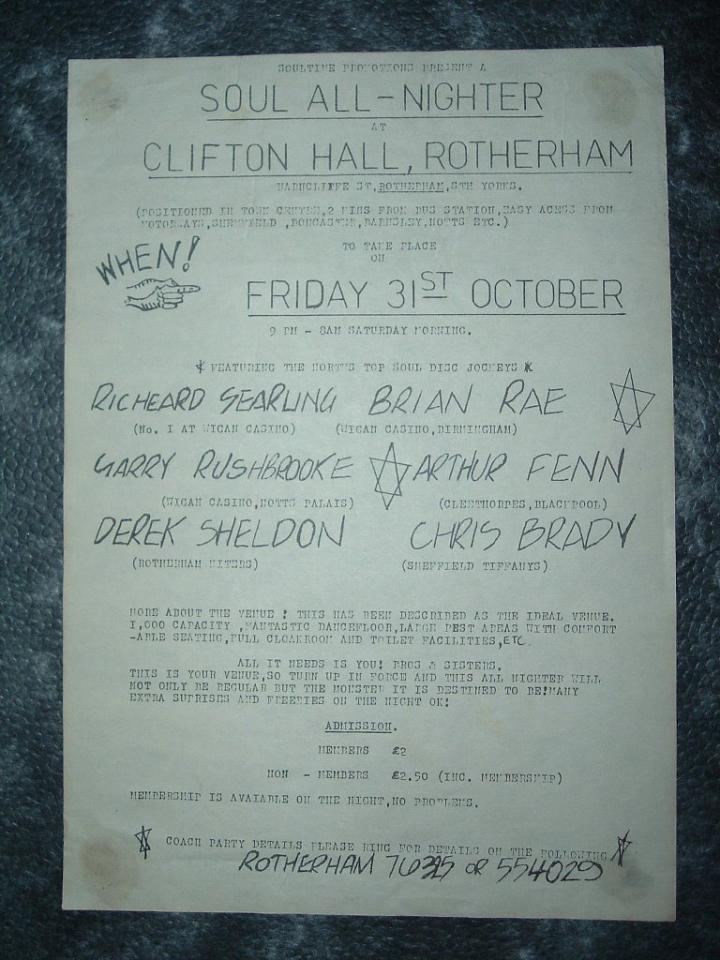 SOULTIME PROMOTIONS PRESENT A
SOUL ALL-NIGHTER
AT
CLIFTON HALL, ROTHERHAM
ST, ROTHERHAM, STH YORKS.
(POSITIONED IN TOWN CENTER, 2 MINS FROM BUS STATION, EASY ACESS FROM
MOTORWAYS, SHEFFIELD ,DONCASTER, BARNSLEY, NOTTS ETC.)
WHEN!
TO TAKE PLACE
ON
FRIDAY 31ST OCTOBER
9 PM - 8AM SATURDAY MORNING.
FEATURING THE NORTHS TOP SOUL DISC JOCKEYS
RICHEARD SEARLING BRIAN RAE
(No. I AT WIGAN CASINO) (WIGAN CASINO, BIRMINGHAM)
GARRY RUSHBROOKE ARTHUR FENN
(WIGAN CASINO, NOTTS PALAIS) (CLEETHORPES, BLACKPOOL)
DEREK SHELDON CHRIS BRADY
(ROTHERHAM NITERS) (SHEFFIELD TIFFANYS)
MORE ABOUT THE VENUE ! THIS HAS BEEN DESCRIBED AS THE IDEAL VENUE.
I,000 CAPACITY ,FANTASTIC DANCEFLOOR, LARGE REST AREAS WITH COMFORT
-ABLE SEATING, FULL CLOAKROOM AND TOILET FACILITIES, ETC.
ALL IT NEEDS IS YOU! BROS & SISTERS.
THIS IS YOUR VENUE, SO TURN UP IN FORCE AND THIS ALL NIGHTER WILL
NOT ONLY BE REGULAR BUT THE MONSTER IT IS DESTINED TO BE! MANY
EXTRA SUPRISES AND FREEBIES ON THE NIGHT OK!
ADMISSION.
MEMBERS £2
NON - MEMBERS £2.50 (INC. MEMBERSHIP)
MEMBERSHIP IS AVAIABLE ON THE NIGHT, NO PROBLEMS.
COACH PARTY DETAILS PLEASE RING FOR DETAILS ON THE FOLLOWING
ROTHERHAM OR 554029